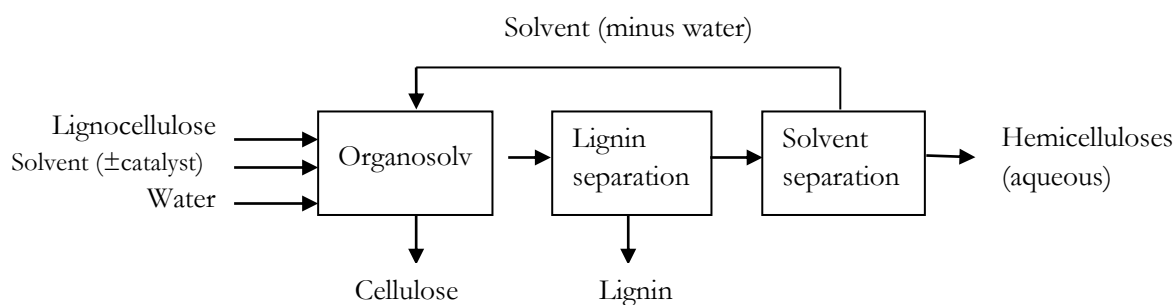 Solvent (minus water)
Lignocellulose
Solvent (±catalyst)
Water
Organosolv
Lignin
separation
Solvent
separation
Hemicelluloses
(aqueous)
Cellulose
Lignin